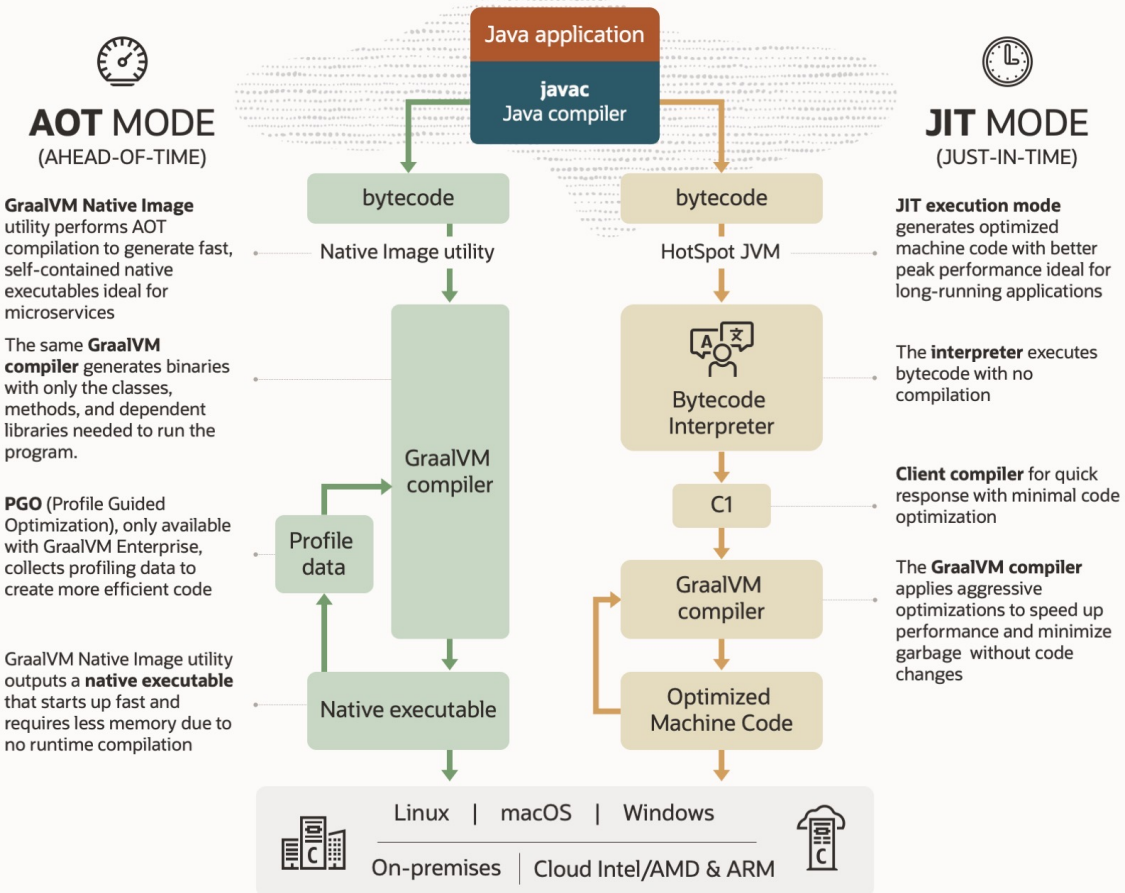 Java application
javac
Java compiler
AOT MODE
(AHEAD-OF-TIME)
GraalVM Native Image
utility performs AOT
compilation to generate fast,
self-contained native
executables ideal for
microservices
The same GraalVM
compiler generates binaries
with only the classes,
methods, and dependent
libraries needed to run the
program.
PGO (Profile Guided
Optimization), only available
with GraalVM Enterprise,
collects profiling data to
create more efficient code
GraalVM Native Image utility
outputs a native executable
that starts up fast and
requires less memory due to
no runtime compilation
bytecode
Native Image utility
GraalVM
compiler
Profile
data
Native executable
bytecode
HotSpot JVM
A 文
Bytecode
Interpreter
C1
GraalVM
compiler
Optimized
Machine Code
JIT MODE
(JUST-IN-TIME)
JIT execution mode
generates optimized
machine code with better
peak performance ideal for
long-running applications
The interpreter executes
bytecode with no
compilation
Client compiler for quick
response with minimal code
optimization
The GraalVM compiler
applies aggressive
optimizations to speed up
performance and minimize
garbage without code
changes
Linux | macOS | Windows
On-premises | Cloud Intel/AMD & ARM
C
C